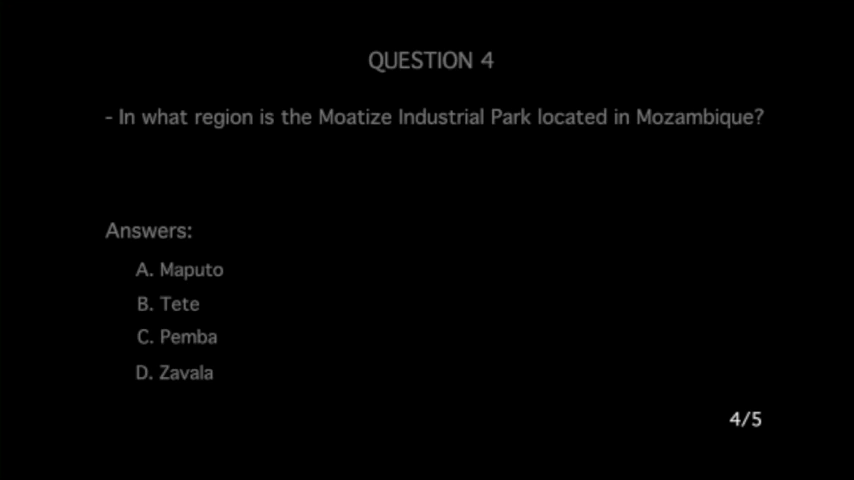 QUESTION 4
- In what region is the Moatize Industrial Park located in Mozambique?
Answers:
A. Maputo
B. Tete
C. Pemba
D. Zavala
4/5